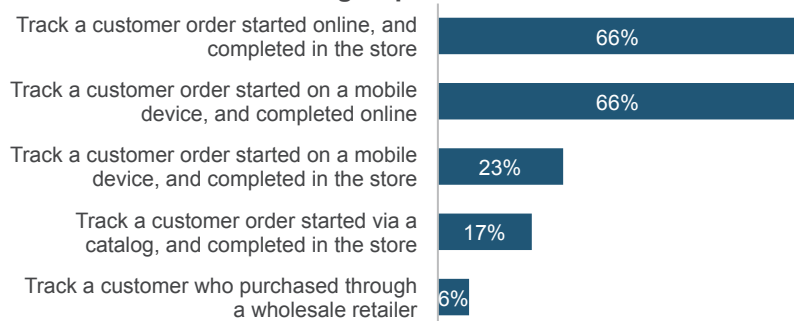 Track a customer order started online, and
completed in the store
66%
Track a customer order started on a mobile
device, and completed online
66%
Track a customer order started on a mobile
device, and completed in the store
23%
Track a customer order started via a
catalog, and completed in the store
17%
Track a customer who purchased through
a wholesale retailer
6%